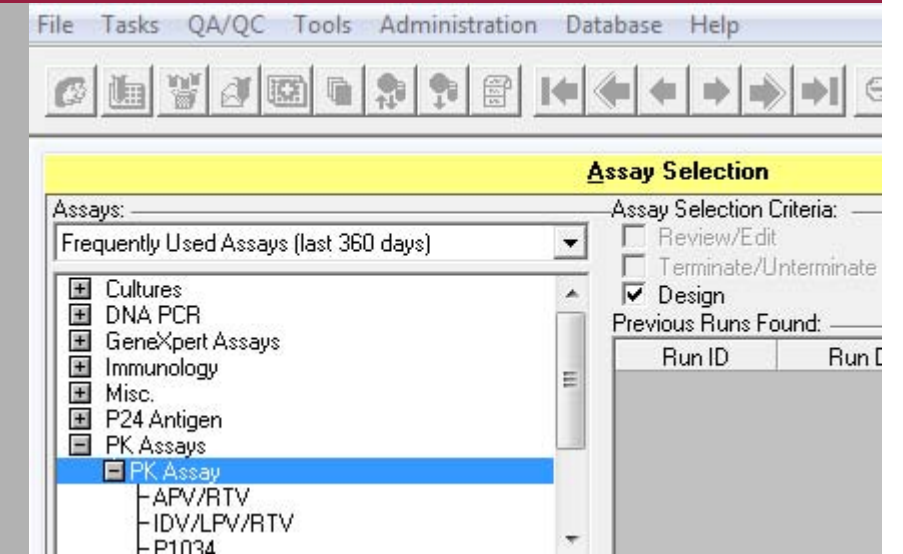 File Tasks QA/QC Tools Administration Database Help
Assay Selection
Assays:
Frequently Used Assays (last 360 days)
Cultures
DNA PCR
GeneXpert Assays
Immunology
Misc.
P24 Antigen
PK Assays
PK Assay
APV/RTV
IDV/LPV/RTV
P1034
Assay Selection Criteria:
Review/Edit
Terminate/Unterminate
Design
Previous Runs Found:
Run ID Run D